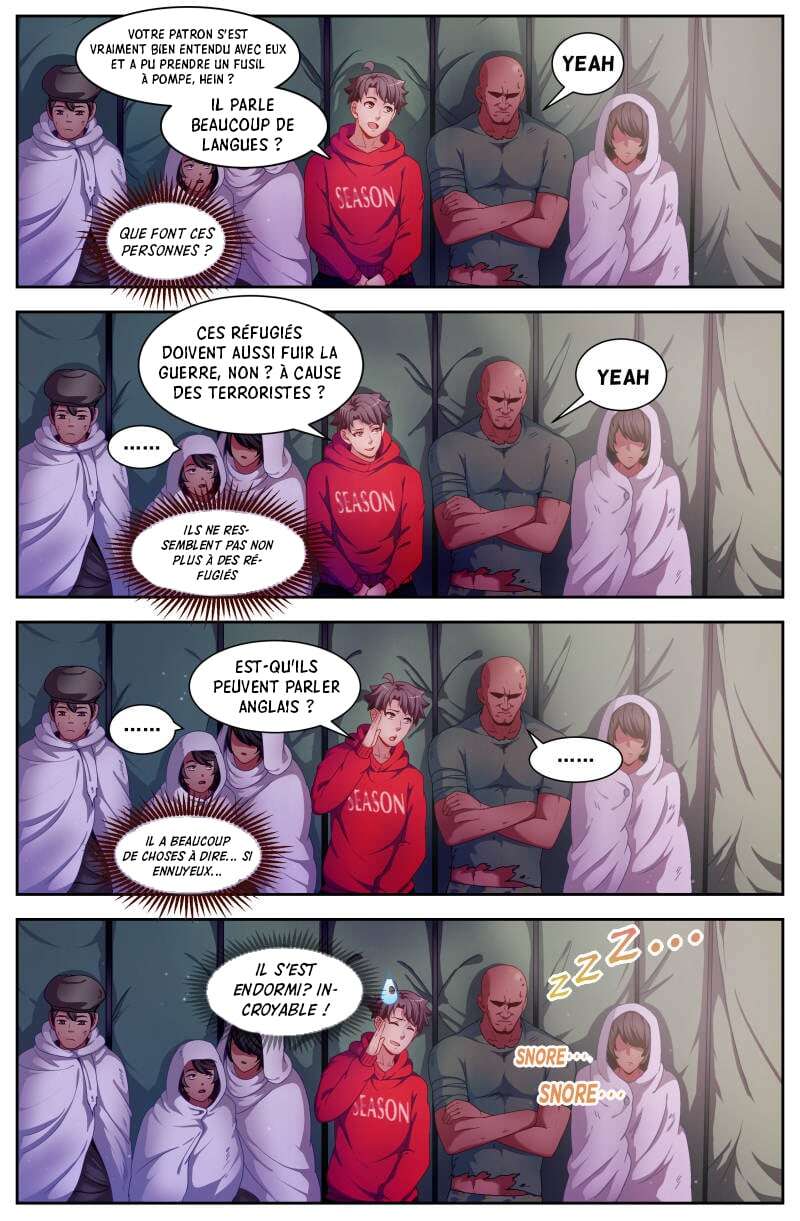 VOTRE PATRON S'EST
VRAIMENT BIEN ENTENDU AVEC EUX
ET A PU PRENDRE UN FUSIL
À POMPE, HEIN ?
IL PARLE
BEAUCOUP DE
LANGUES ?
YEAH
SEASON
QUE FONT CES
PERSONNES ?
CES RÉFUGIÉS
DOIVENT AUSSI FUIR LA
GUERRE, NON ? À CAUSE
DES TERRORISTES ?
YEAH
......
SEASON
ILS NE RES-
SEMBLENT PAS NON
PLUS À DES RÉ-
FUGIÉS
EST-QU'ILS
PEUVENT PARLER
ANGLAIS ?
......
......
SEASON
IL A BEAUCOUP
DE CHOSES À DIRE... SI
ENNUYEUX...
IL S'EST
ENDORMI? IN-
CROYABLE !
ZZZ...
SNORE...,
SNORE...
SEASON